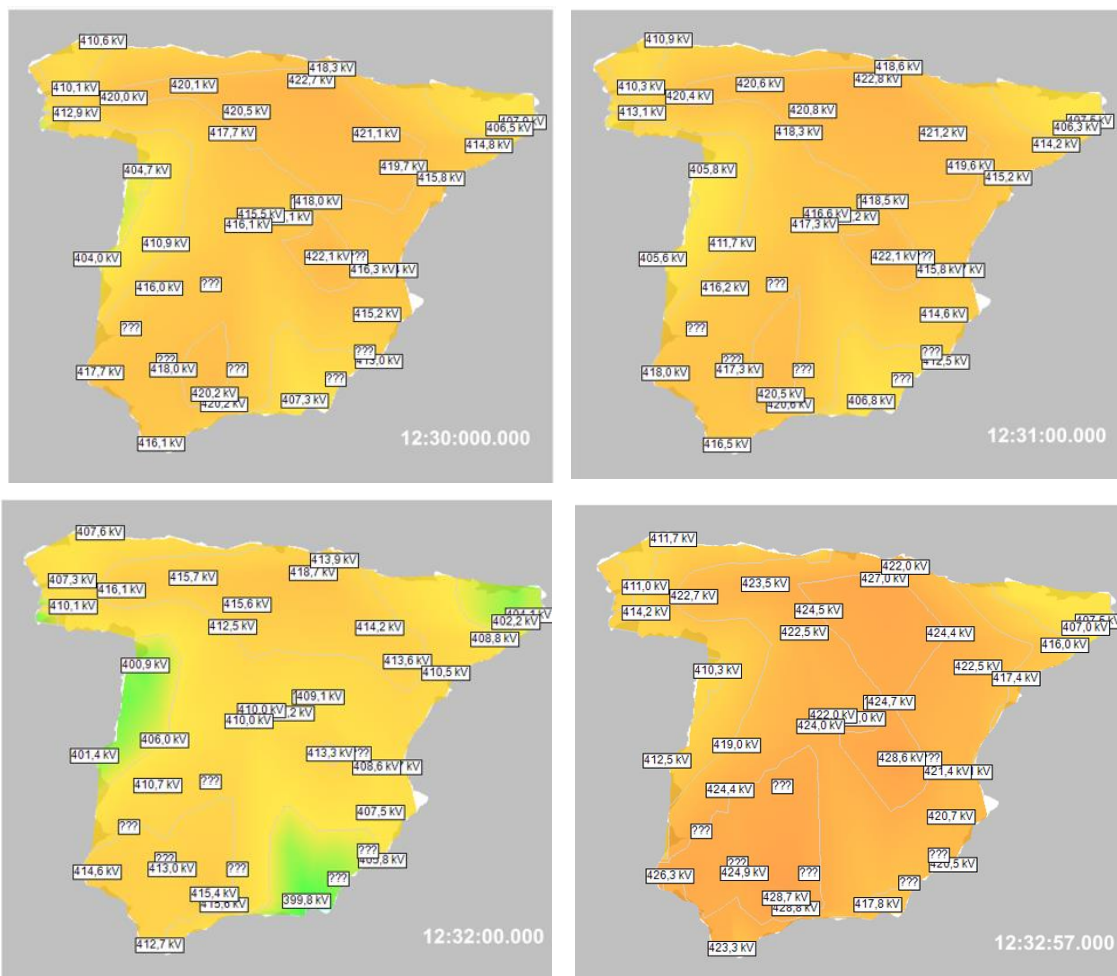 410,6 kV
418,3 kV
422,7 kV
420,1 kV
410,1 kV
420,0 kV
412,9 kV
420,5 kV
406,5 kV
417,7 kV
421,1 kV
414,8 kV
404,7 kV
419,7 kV
415,8 kV
418,0 kV
415,5 kV
416,1 kV
410,9 kV
422,1 kV
???
404,0 kV
416,3 kV
416,0 kV
???
415,2 kV
???
???
???
413,0 kV
417,7 kV
418,0 kV
???
???
420,2 kV
420,2 kV
407,3 kV
416,1 kV
12:30:000.000
410,9 kV
418,6 kV
422,8 kV
420,6 kV
410,3 kV
420,4 kV
413,1 kV
420,8 kV
406,3 kV
418,3 kV
421,2 kV
414,2 kV
405,8 kV
419,6 kV
415,2 kV
418,5 kV
416,6 kV
417,3 kV
411,7 kV
422,1 kV
405,6 kV
415,8 kV
416,2 kV
???
414,6 kV
???
???
???
412,5 kV
418,0 kV
417,3 kV
???
???
420,5 kV
420,6 kV
406,8 kV
416,5 kV
12:31:00.000
407,6 kV
413,9 kV
418,7 kV
415,7 kV
407,3 kV
416,1 kV
410,1 kV
415,6 kV
402,2 kV
412,5 kV
414,2 kV
408,8 kV
400,9 kV
413,6 kV
410,5 kV
409,1 kV
410,0 kV
410,0 kV
406,0 kV
413,3 kV
???
401,4 kV
408,6 kV
410,7 kV
???
407,5 kV
???
???
???
414,6 kV
413,0 kV
???
???
415,4 kV
415,6 kV
399,8 kV
412,7 kV
12:32:00.000
411,7 kV
422,0 kV
427,0 kV
423,5 kV
411,0 kV
422,7 kV
414,2 kV
424,5 kV
407,0 kV
422,5 kV
424,4 kV
416,0 kV
410,3 kV
422,5 kV
417,4 kV
424,7 kV
422,0 kV
424,0 kV
419,0 kV
428,6 kV
412,5 kV
421,4 kV
424,4 kV
???
420,7 kV
???
???
???
420,5 kV
426,3 kV
424,9 kV
???
???
428,7 kV
428,8 kV
417,8 kV
423,3 kV
12:32:57.000